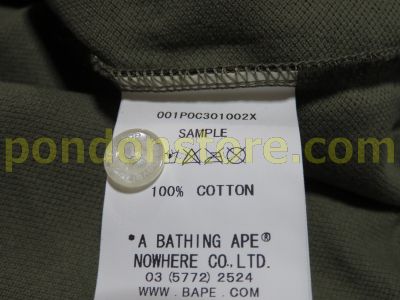 001P0C301002X
SAMPLE
pondonstore.com
100% COTTON
"A BATHING APE®
NOWHERE CO.,LTD.
03 (5772) 2524
WWW.BAPE.COM